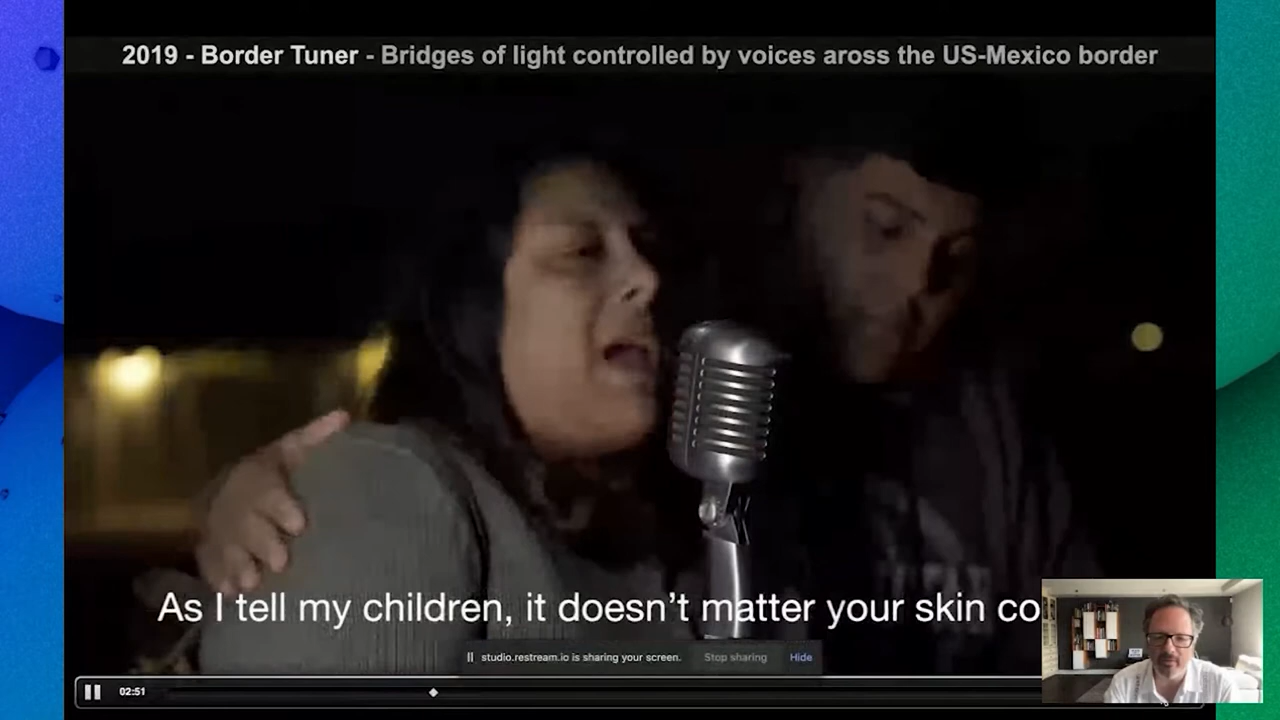 2019 - Border Tuner - Bridges of light controlled by voices aross the US-Mexico border
As I tell my children, it doesn’t matter your skin co
studio.restream.io is sharing your screen. Stop sharing Hide
02:51